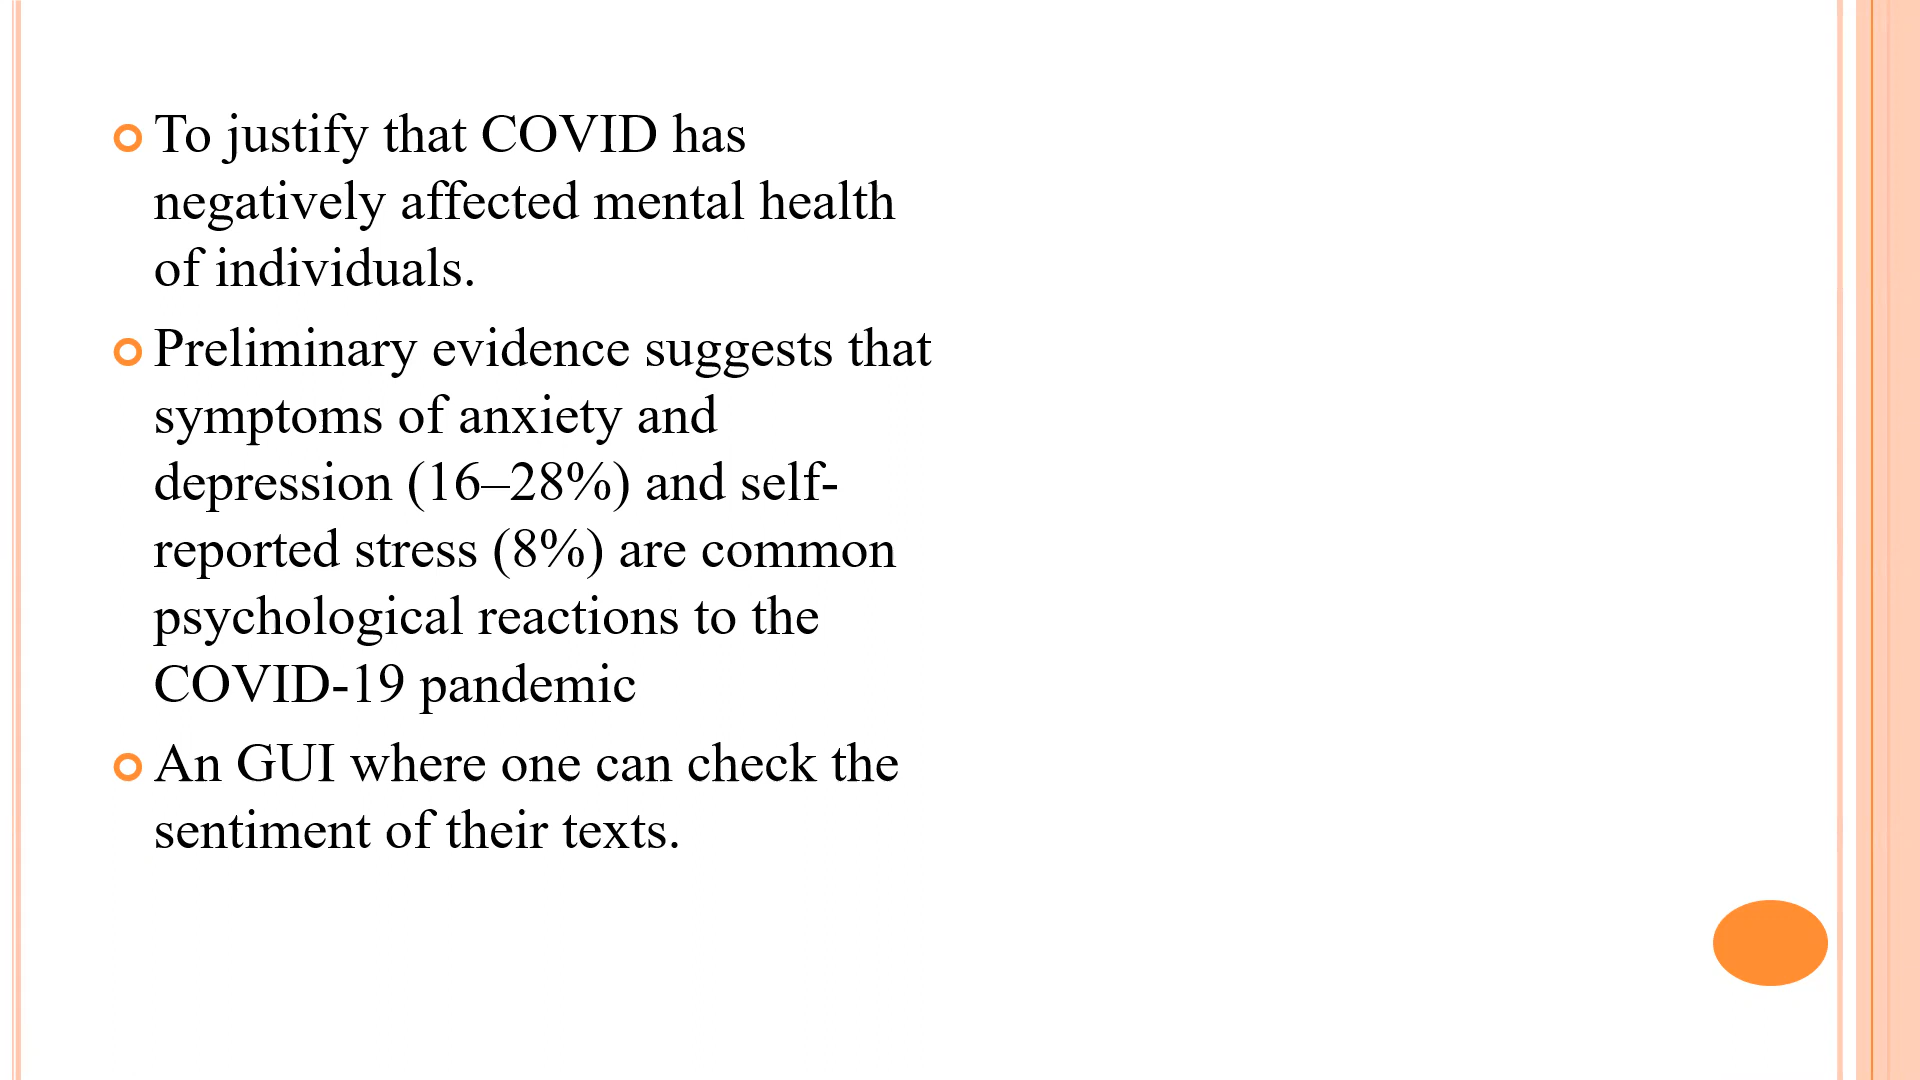 To justify that COVID has
negatively affected mental health
of individuals.
Preliminary evidence suggests that
symptoms of anxiety and
depression (16–28%) and self-
reported stress (8%) are common
psychological reactions to the
COVID-19 pandemic
An GUI where one can check the
sentiment of their texts.